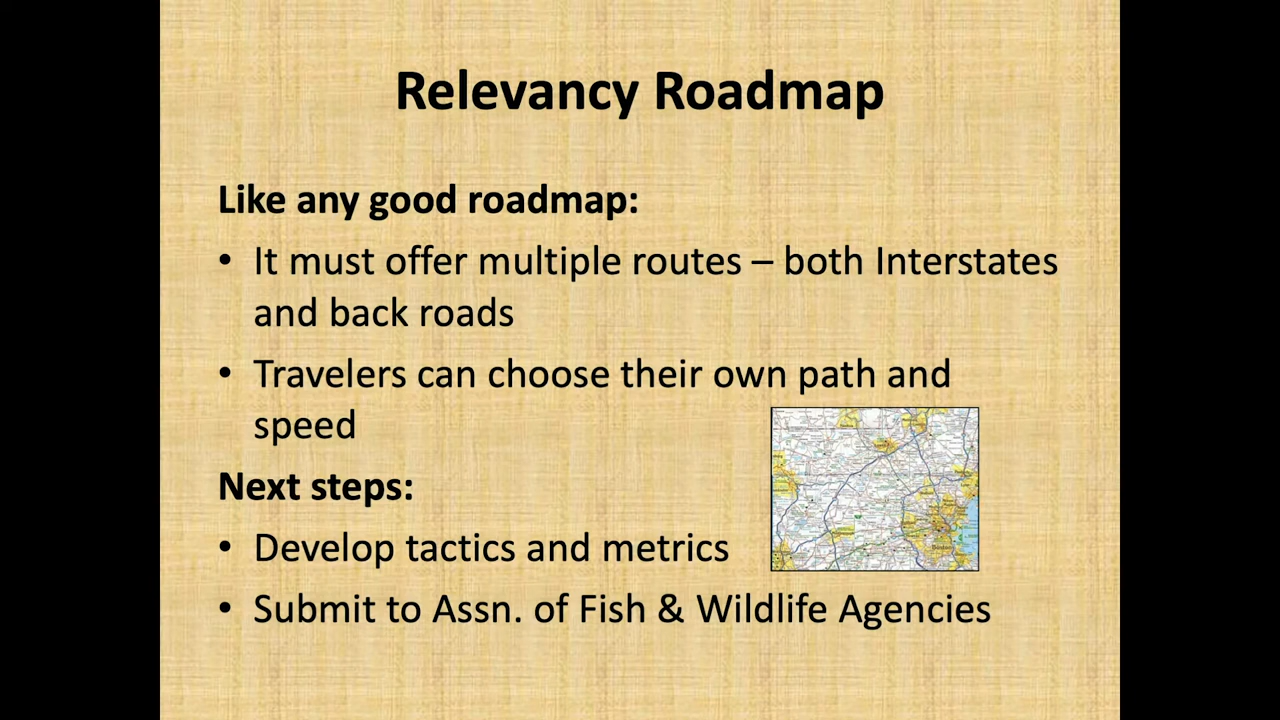 Relevancy Roadmap
Like any good roadmap:
• It must offer multiple routes – both Interstates
and back roads
• Travelers can choose their own path and
speed
Next steps:
• Develop tactics and metrics
• Submit to Assn. of Fish & Wildlife Agencies